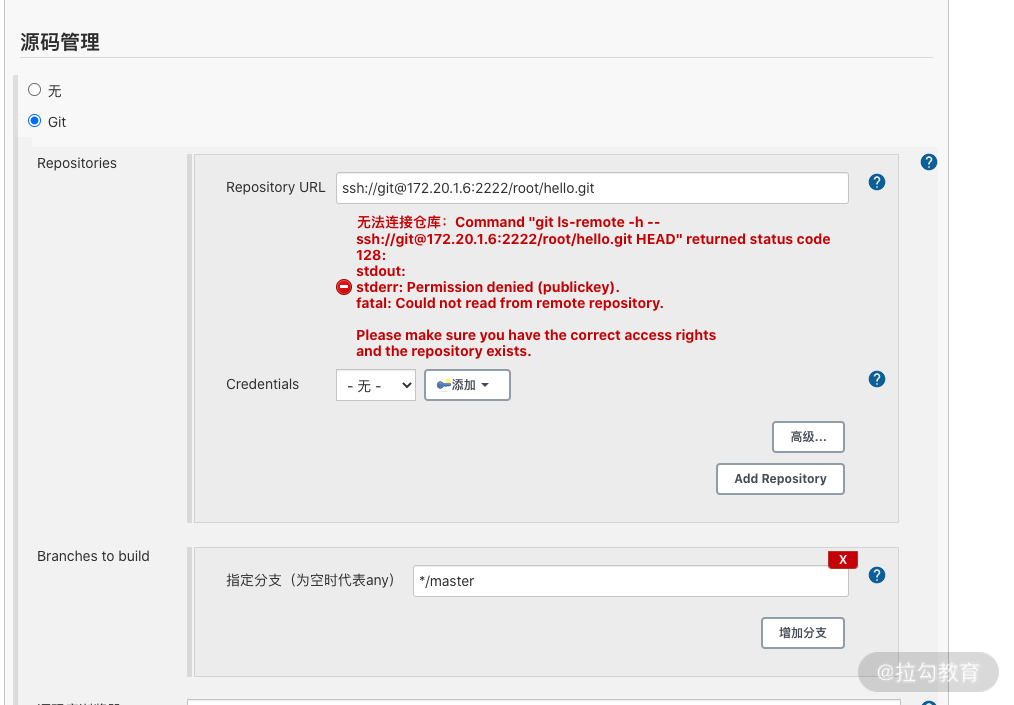 源码管理
无
Git
Repositories
Repository URL
ssh://git@172.20.1.6:2222/root/hello.git
无法连接仓库：Command "git ls-remote -h --
ssh://git@172.20.1.6:2222/root/hello.git HEAD" returned status code
128:
stdout:
stderr: Permission denied (publickey).
fatal: Could not read from remote repository.
Please make sure you have the correct access rights
and the repository exists.
Credentials
- 无 -
添加
高级...
Add Repository
Branches to build
X
指定分支（为空时代表any）
*/master
增加分支
@拉勾教育